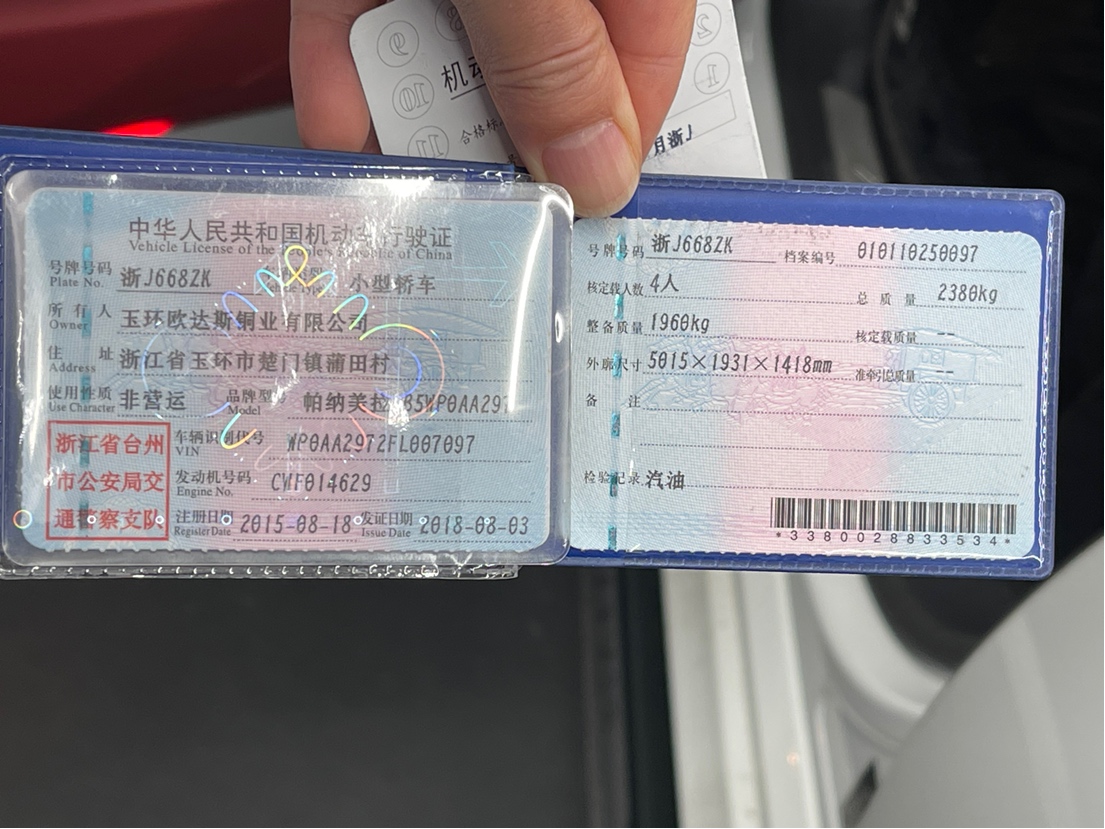 机动
合格标
月浙J
9
10
11
2
1
中华人民共和国机动车行驶证
Vehicle License of the People's Republic of China
号牌号码 浙J668ZK 小型轿车
Plate No.
所有人 玉环欧达斯铜业有限公司
Owner
住址 浙江省玉环市楚门镇蒲田村
Address
使用性质 非营运 品牌型号 帕纳美拉
Use Character Model
浙江省台州
市公安局交
通警察支队
车辆识别代号 WP0AA2972FL007097
VIN
发动机号码 CWF014629
Engine No.
注册日期 2015-08-18 发证日期 2018-08-03
Register Date Issue Date
号牌号码 浙J668ZK 档案编号 010110250097
核定载人数 4人 总质量 2380kg
整备质量 1960kg 核定载质量 --
外廓尺寸 5015×1931×1418mm 准牵引总质量 --
备注
检验记录 汽油
*3380028833534*